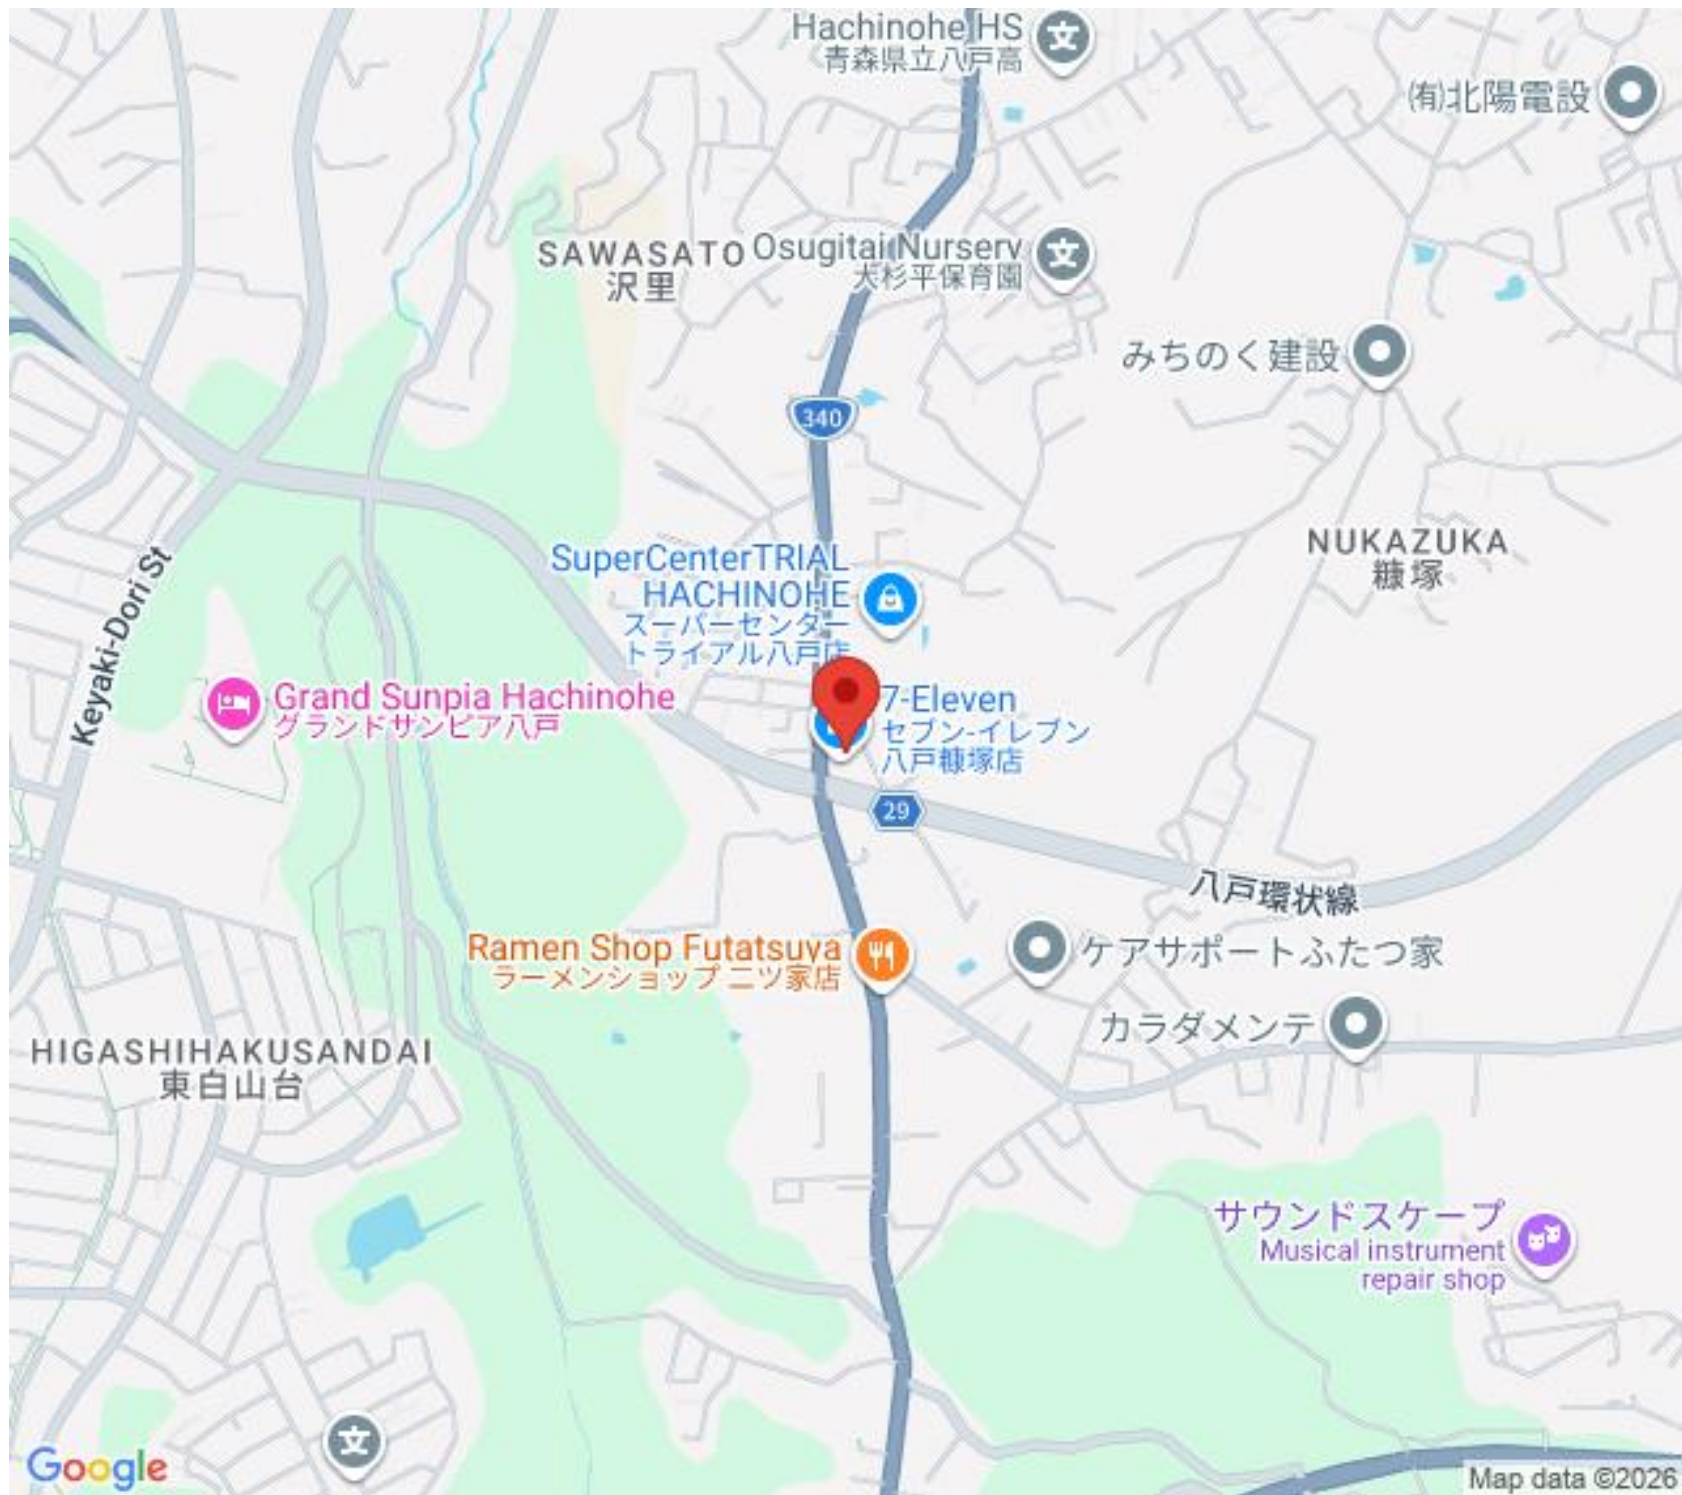 Hachinohe HS
青森県立八戸高
(有)北陽電設
SAWASATO
沢里
Osugitai Nursery
大杉平保育園
みちのく建設
340
NUKAZUKA
糠塚
SuperCenterTRIAL
HACHINOHE
スーパーセンター
トライアル八戸店
Keyaki-Dori St
Grand Sunpia Hachinohe
グランドサンピア八戸
7-Eleven
セブン-イレブン
八戸糠塚店
29
八戸環状線
Ramen Shop Futatsuya
ラーメンショップ 二ツ家店
ケアサポートふたつ家
カラダメンテ
HIGASHIHAKUSANDAI
東白山台
サウンドスケープ
Musical instrument
repair shop
文
文
文
Google
Map data ©2026